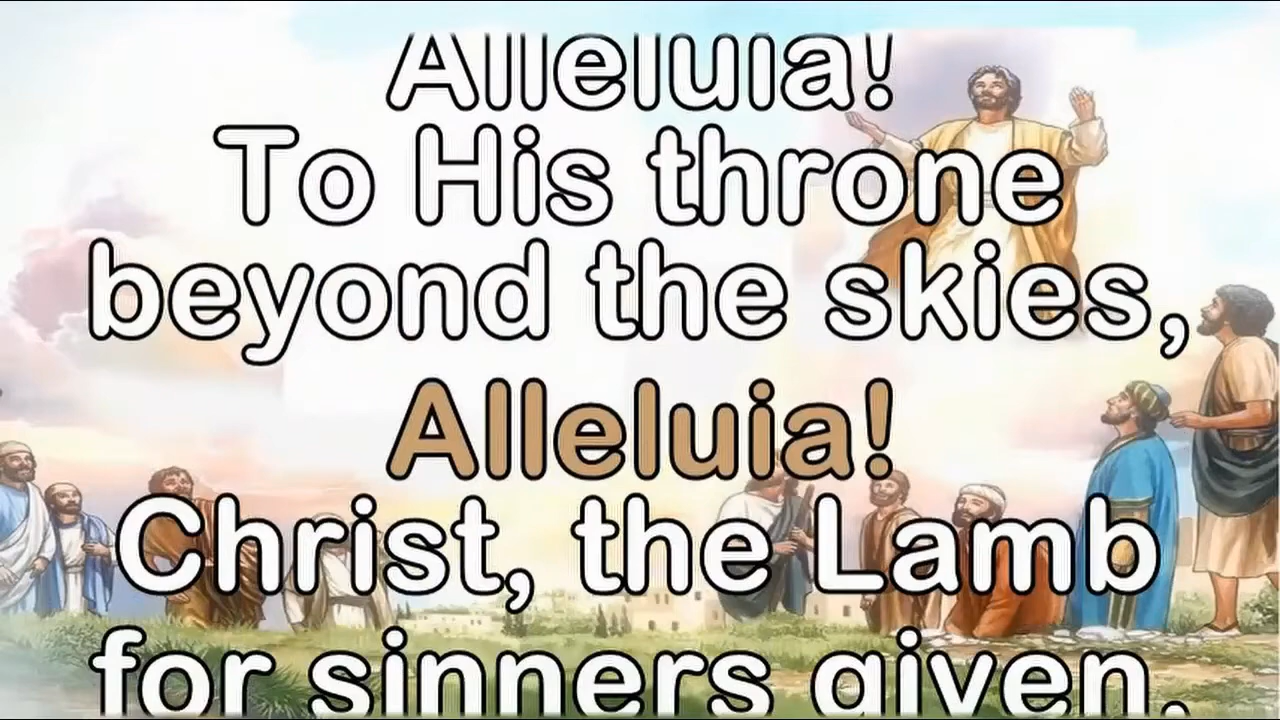 Alleluia!
To His throne
beyond the skies,
Alleluia!
Christ, the Lamb
for sinners given,